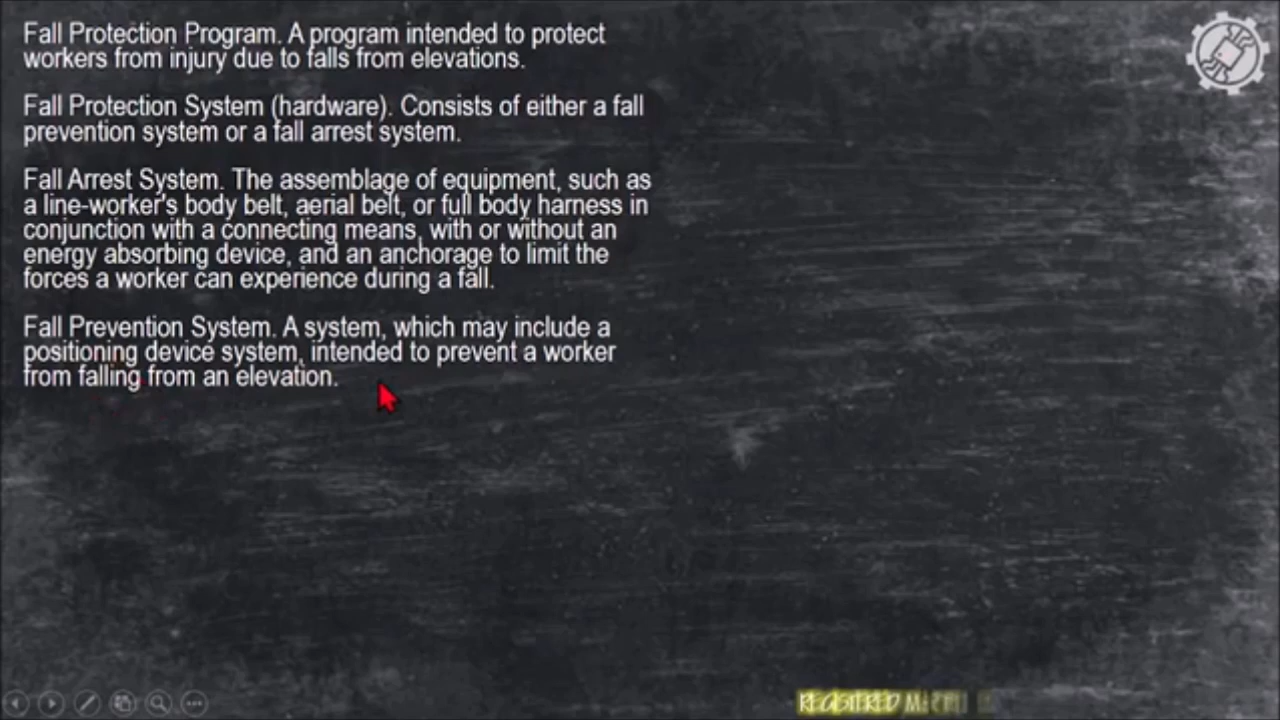 Fall Protection Program. A program intended to protect
workers from injury due to falls from elevations.
Fall Protection System (hardware). Consists of either a fall
prevention system or a fall arrest system.
Fall Arrest System. The assemblage of equipment, such as
a line-worker's body belt, aerial belt, or full body harness in
conjunction with a connecting means, with or without an
energy absorbing device, and an anchorage to limit the
forces a worker can experience during a fall.
Fall Prevention System. A system, which may include a
positioning device system, intended to prevent a worker
from falling from an elevation.
REGISTERED